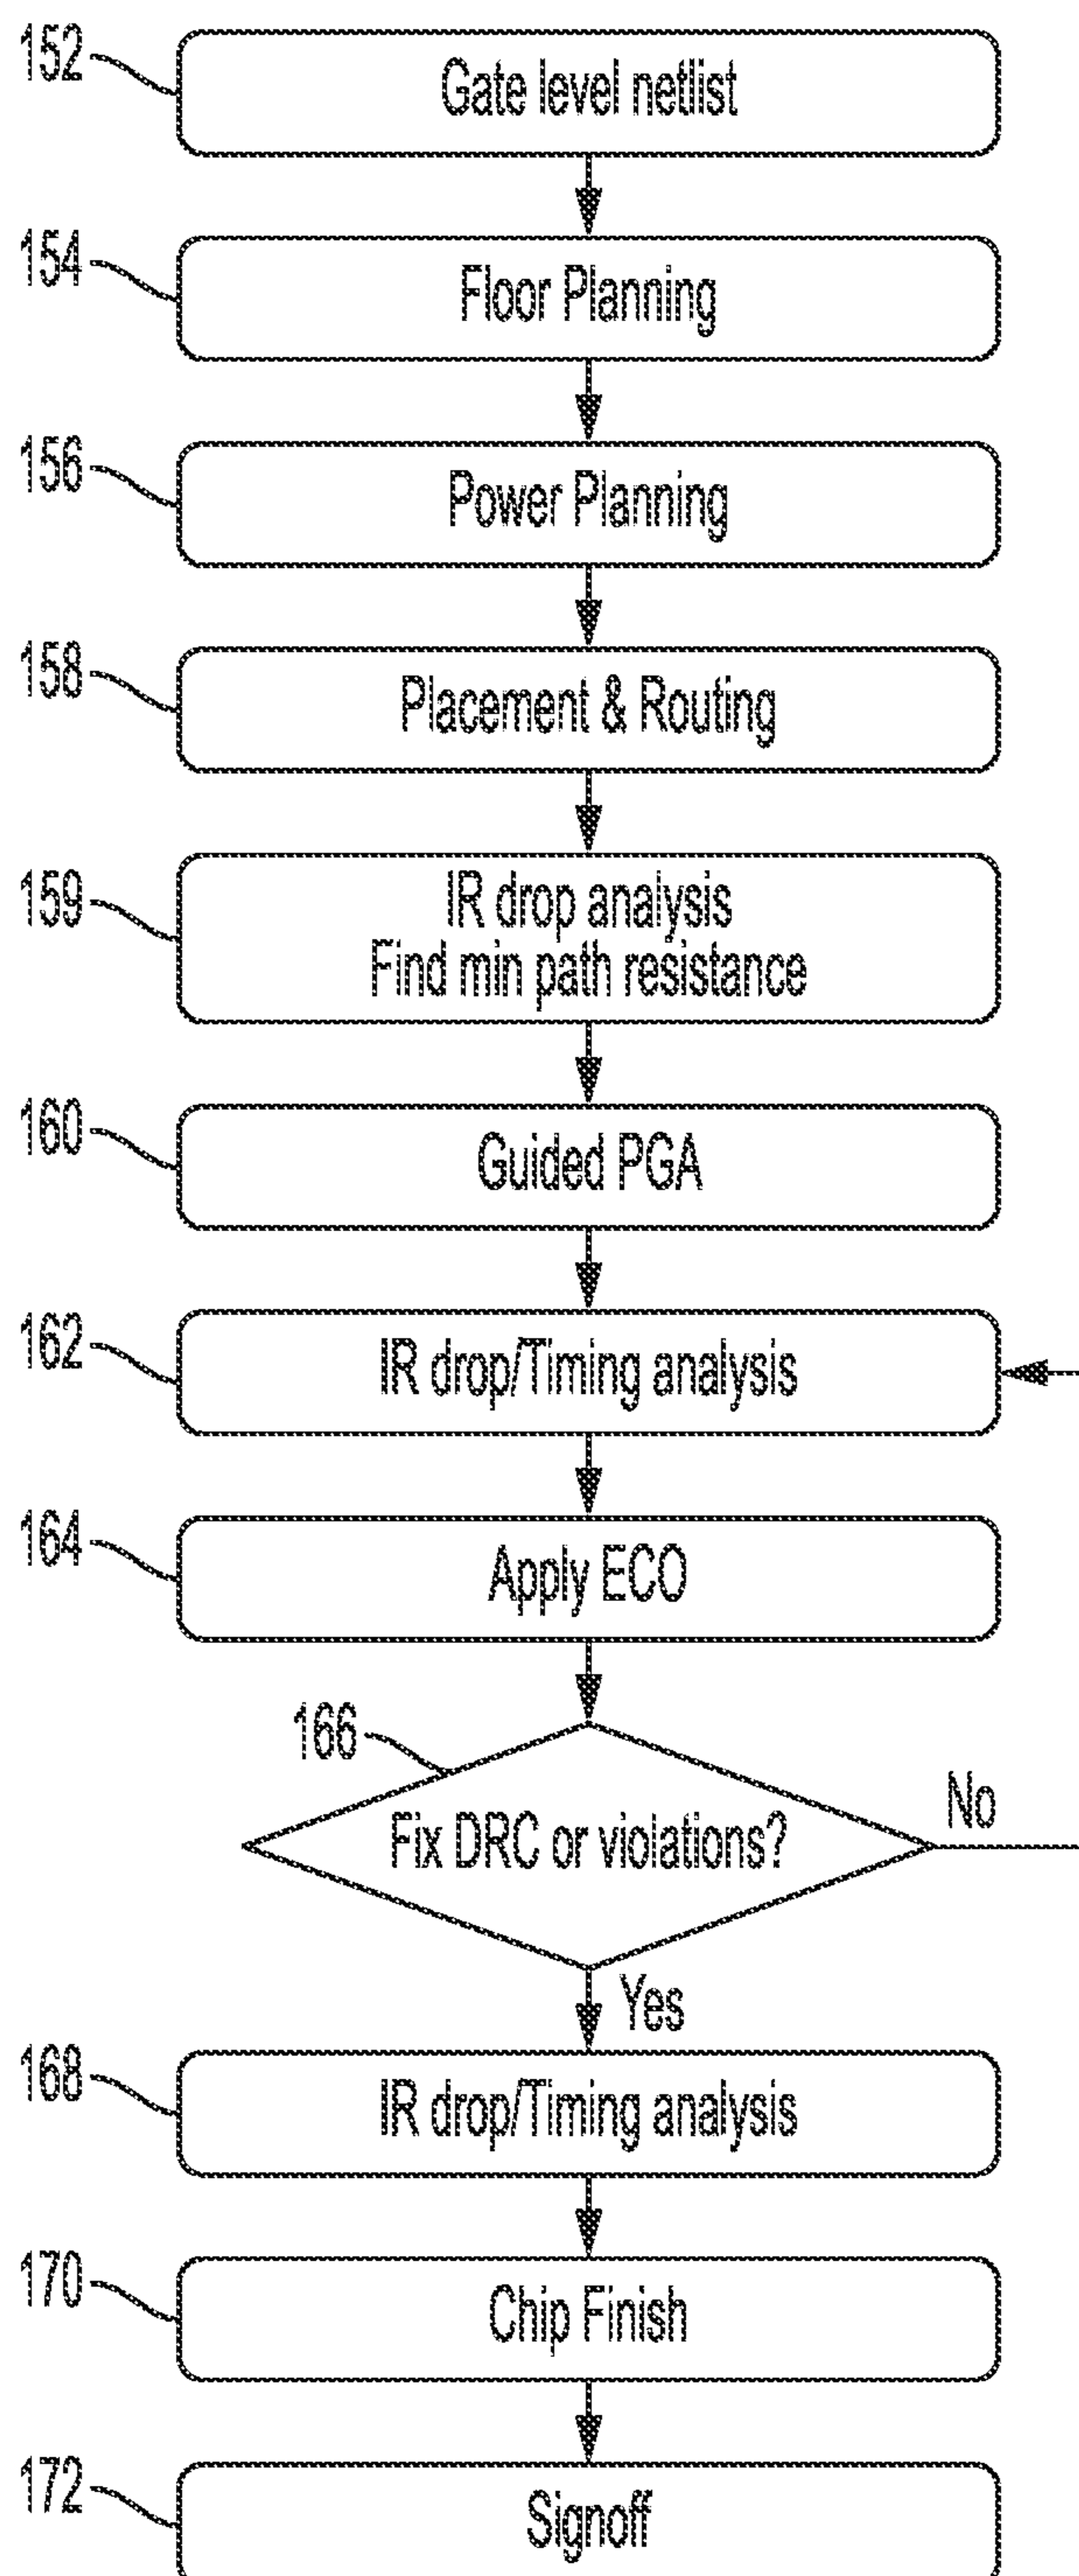 152
Gate level netlist
154
Floor Planning
156
Power Planning
158
Placement & Routing
159
IR drop analysis
Find min path resistance
160
Guided PGA
162
IR drop/Timing analysis
164
Apply ECO
166
Fix DRC or violations?
No
Yes
168
IR drop/Timing analysis
170
Chip Finish
172
Signoff